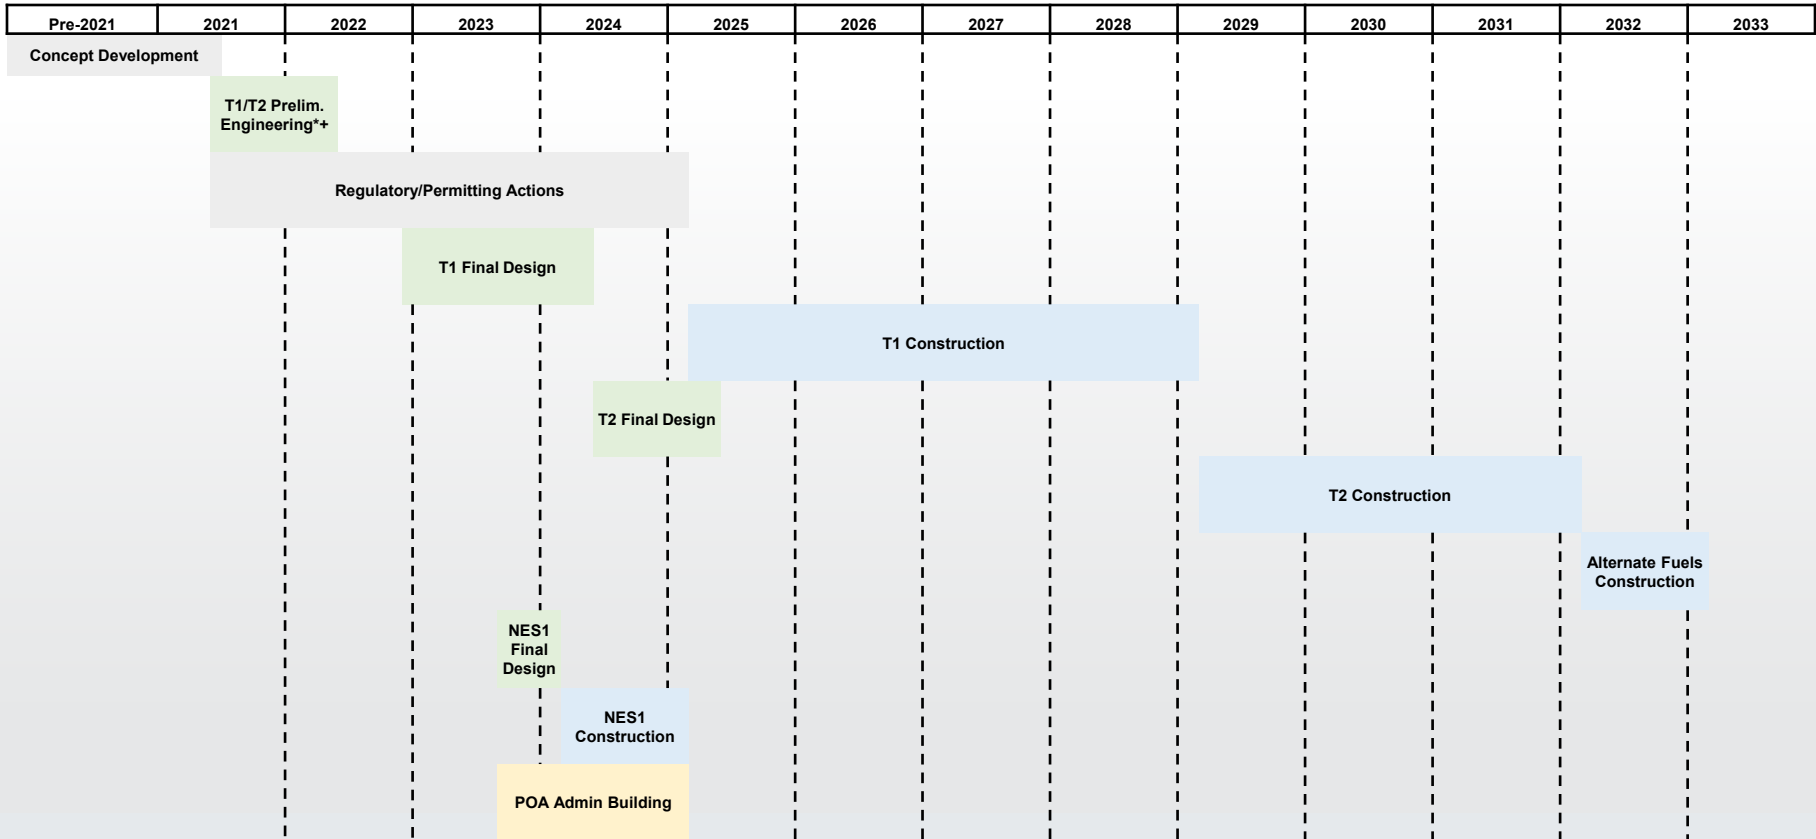 Pre-2021 2021 2022 2023 2024 2025 2026 2027 2028 2029 2030 2031 2032 2033
Concept Development
T1/T2 Prelim.
Engineering*+
Regulatory/Permitting Actions
T1 Final Design
T1 Construction
T2 Final Design
T2 Construction
Alternate Fuels
Construction
NES1
Final
Design
NES1
Construction
POA Admin Building